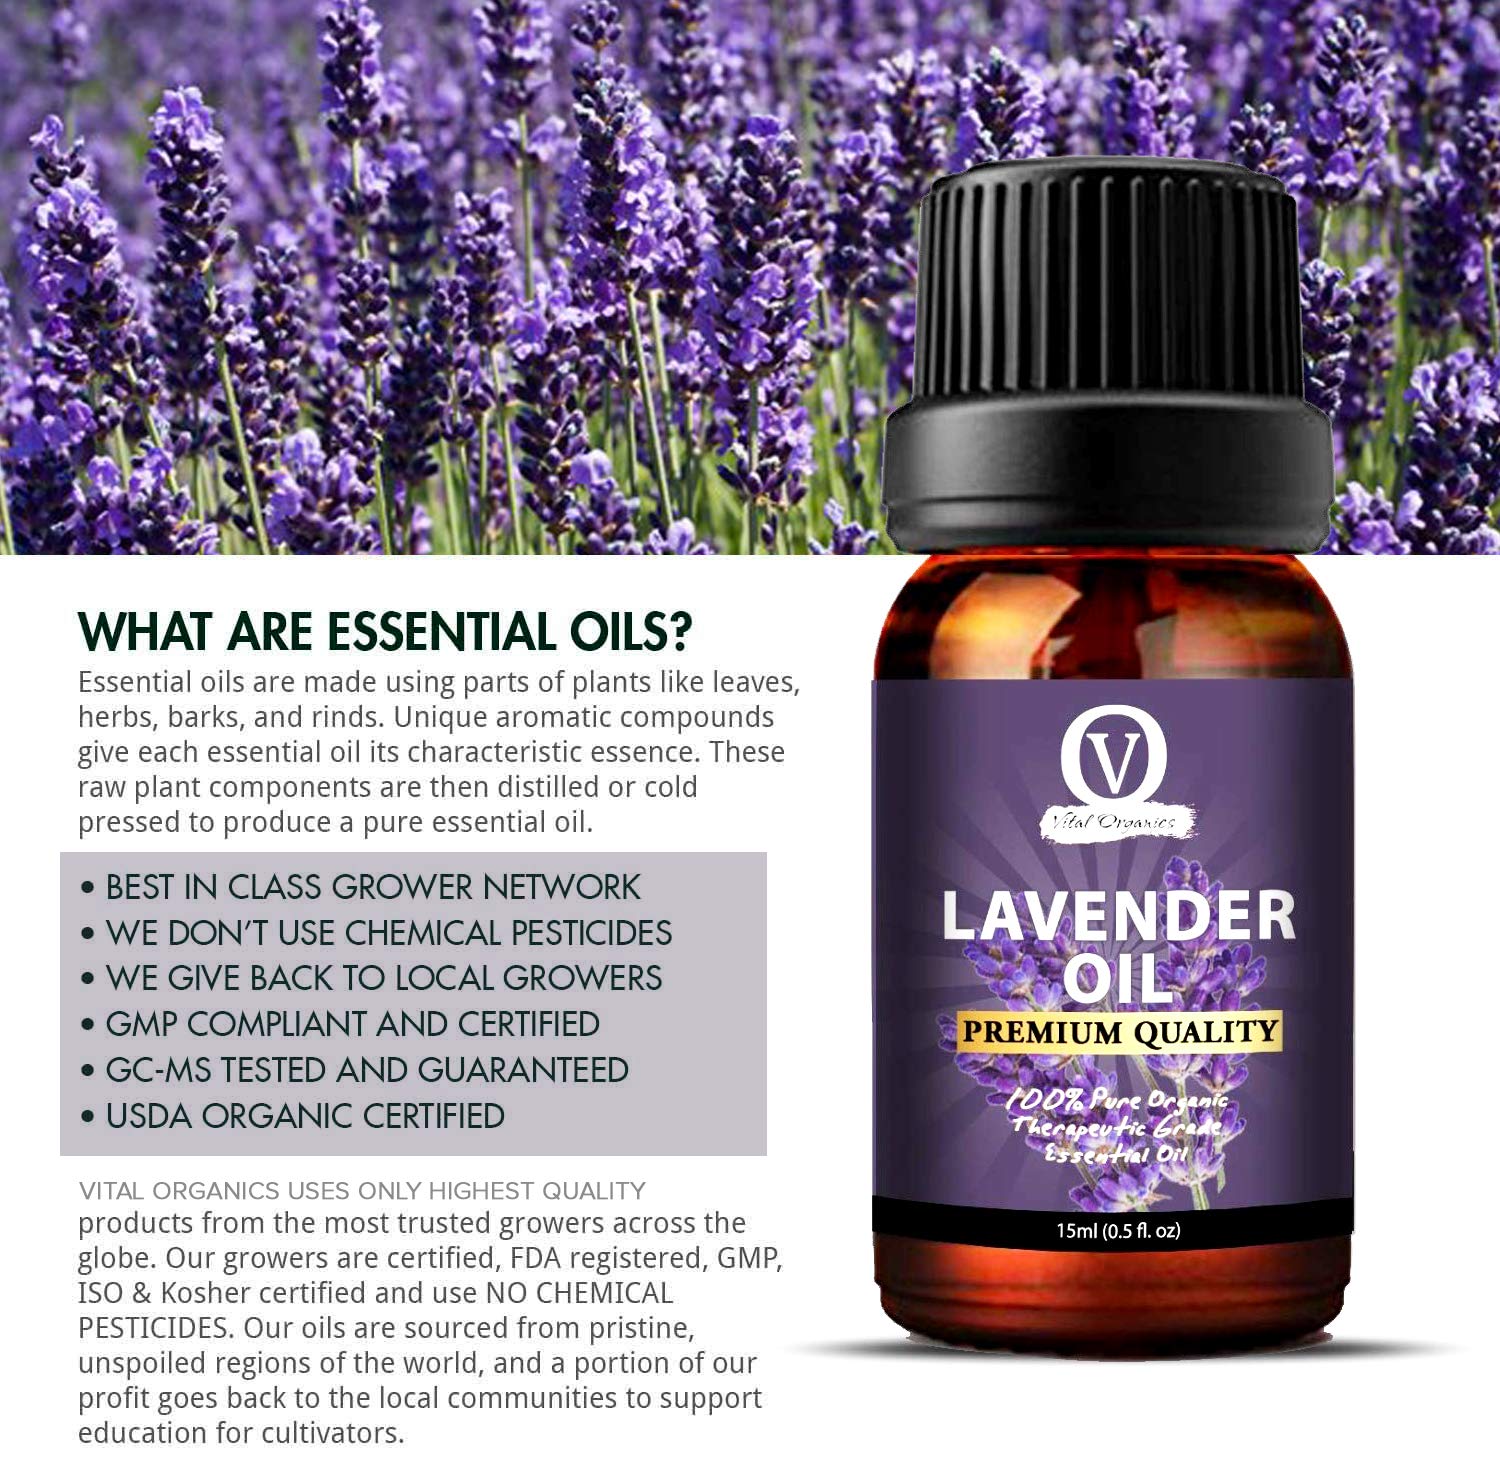 WHAT ARE ESSENTIAL OILS?
Essential oils are made using parts of plants like leaves,
herbs, barks, and rinds. Unique aromatic compounds
give each essential oil its characteristic essence. These
raw plant components are then distilled or cold
pressed to produce a pure essential oil.
• BEST IN CLASS GROWER NETWORK
• WE DON'T USE CHEMICAL PESTICIDES
• WE GIVE BACK TO LOCAL GROWERS
• GMP COMPLIANT AND CERTIFIED
• GC-MS TESTED AND GUARANTEED
• USDA ORGANIC CERTIFIED
VITAL ORGANICS USES ONLY HIGHEST QUALITY
products from the most trusted growers across the
globe. Our growers are certified, FDA registered, GMP,
ISO & Kosher certified and use NO CHEMICAL
PESTICIDES. Our oils are sourced from pristine,
unspoiled regions of the world, and a portion of our
profit goes back to the local communities to support
education for cultivators.
OV
Vital Organics
LAVENDER
OIL
PREMIUM QUALITY
100% Pure Organic
Therapeutic Grade
Essential Oil
15ml (0.5 fl. oz)